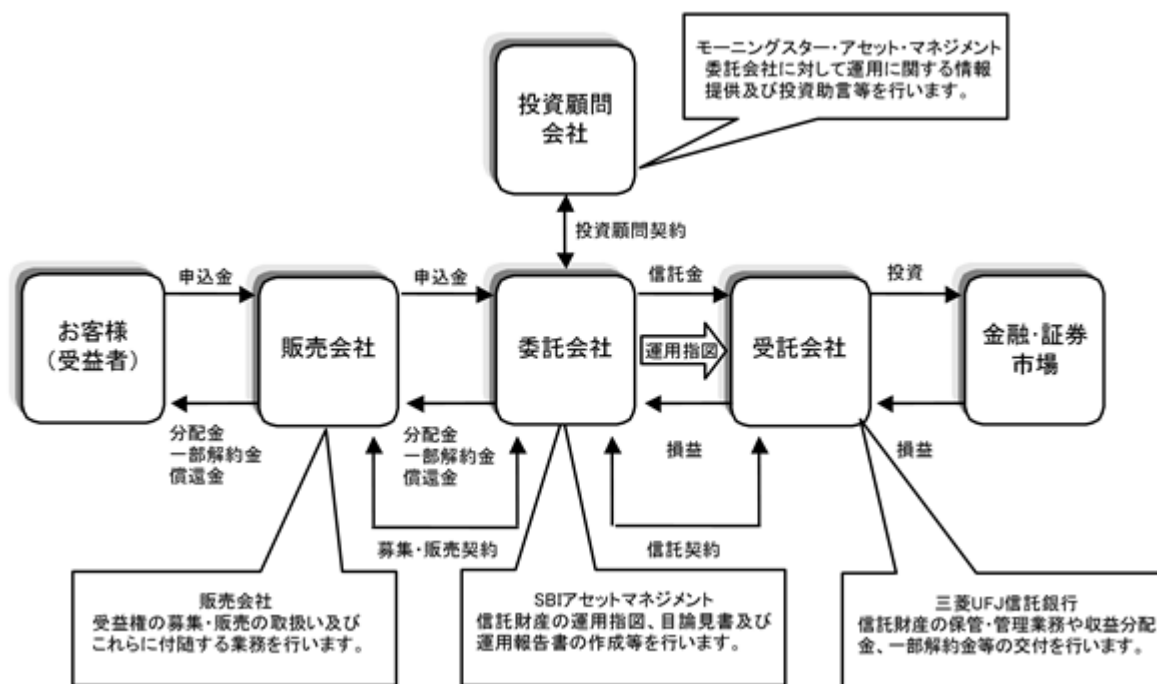 モーニングスター・アセット・マネジメント
委託会社に対して運用に関する情報
提供及び投資助言等を行います。
投資顧問
会社
投資顧問契約
申込金
申込金
信託金
投資
お客様
（受益者）
販売会社
委託会社
運用指図
受託会社
金融・証券
市場
分配金
一部解約金
償還金
分配金
一部解約金
償還金
損益
損益
募集・販売契約
信託契約
販売会社
受益権の募集・販売の取扱い及び
これらに付随する業務を行います。
SBIアセットマネジメント
信託財産の運用指図、目論見書及び
運用報告書の作成等を行います。
三菱UFJ信託銀行
信託財産の保管・管理業務や収益分配
金、一部解約金等の交付を行います。